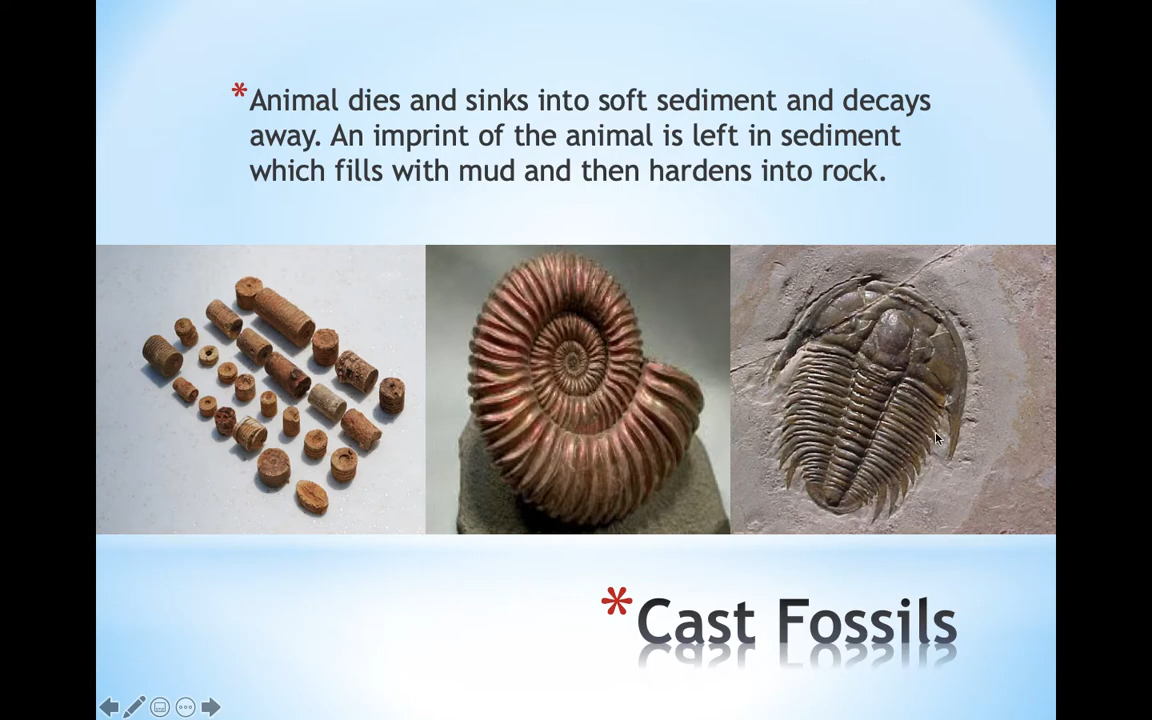 * Animal dies and sinks into soft sediment and decays
away. An imprint of the animal is left in sediment
which fills with mud and then hardens into rock.
* Cast Fossils